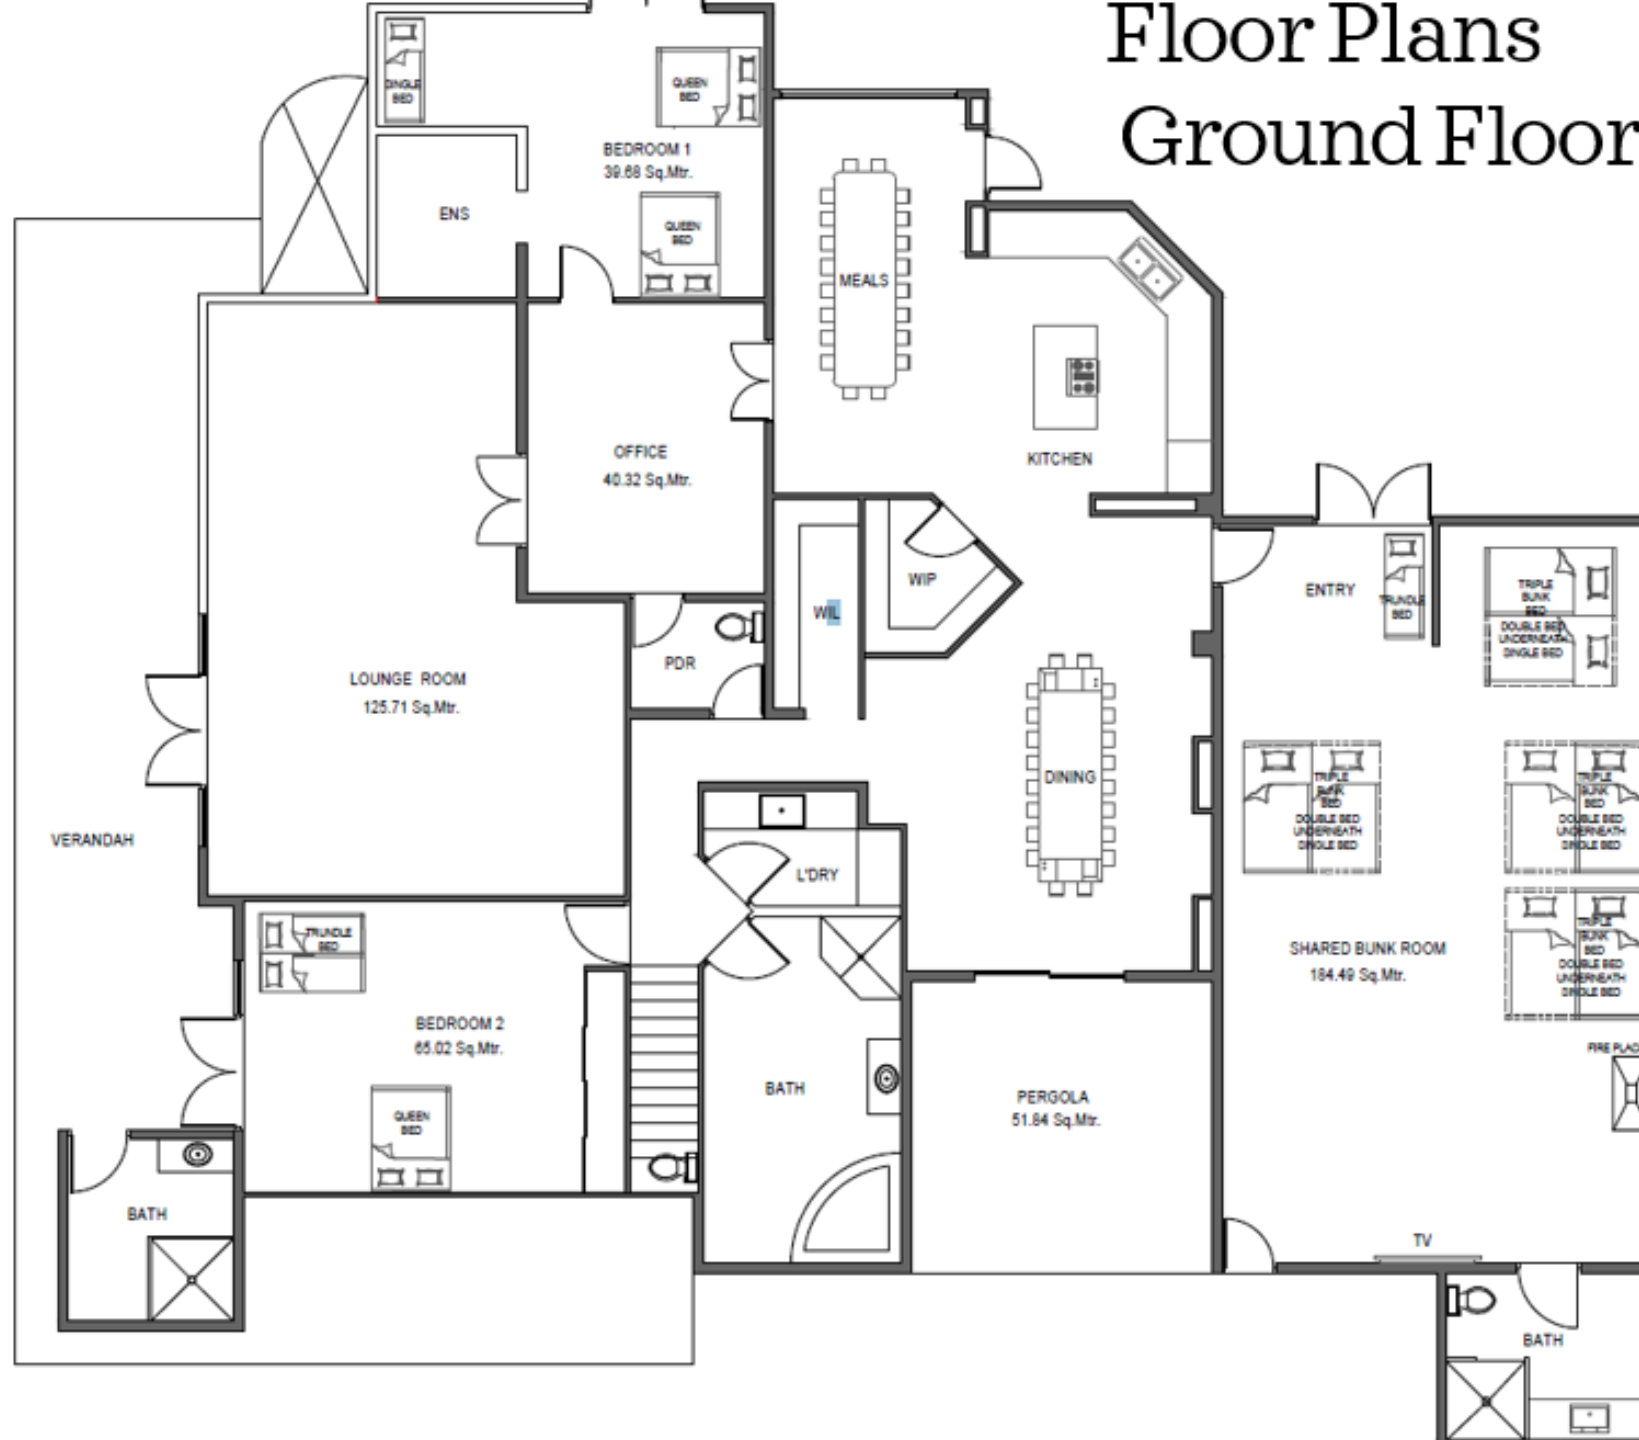 Floor Plans
Ground Floor
SINGLE
BED
QUEEN
BED
BEDROOM 1
39.68 Sq.Mtr.
ENS
QUEEN
BED
MEALS
KITCHEN
OFFICE
40.32 Sq.Mtr.
WIP
WIL
ENTRY
TRUNDLE
BED
TRIPLE
BUNK
BED
DOUBLE BED
UNDERNEATH
SINGLE BED
PDR
LOUNGE ROOM
125.71 Sq.Mtr.
DINING
TRIPLE
BUNK
BED
DOUBLE BED
UNDERNEATH
SINGLE BED
TRIPLE
BUNK
BED
DOUBLE BED
UNDERNEATH
SINGLE BED
VERANDAH
L'DRY
TRUNDLE
BED
TRIPLE
BUNK
BED
DOUBLE BED
UNDERNEATH
SINGLE BED
SHARED BUNK ROOM
184.49 Sq.Mtr.
BEDROOM 2
65.02 Sq.Mtr.
FIRE PLAC
BATH
PERGOLA
51.84 Sq.Mtr.
QUEEN
BED
BATH
TV
BATH